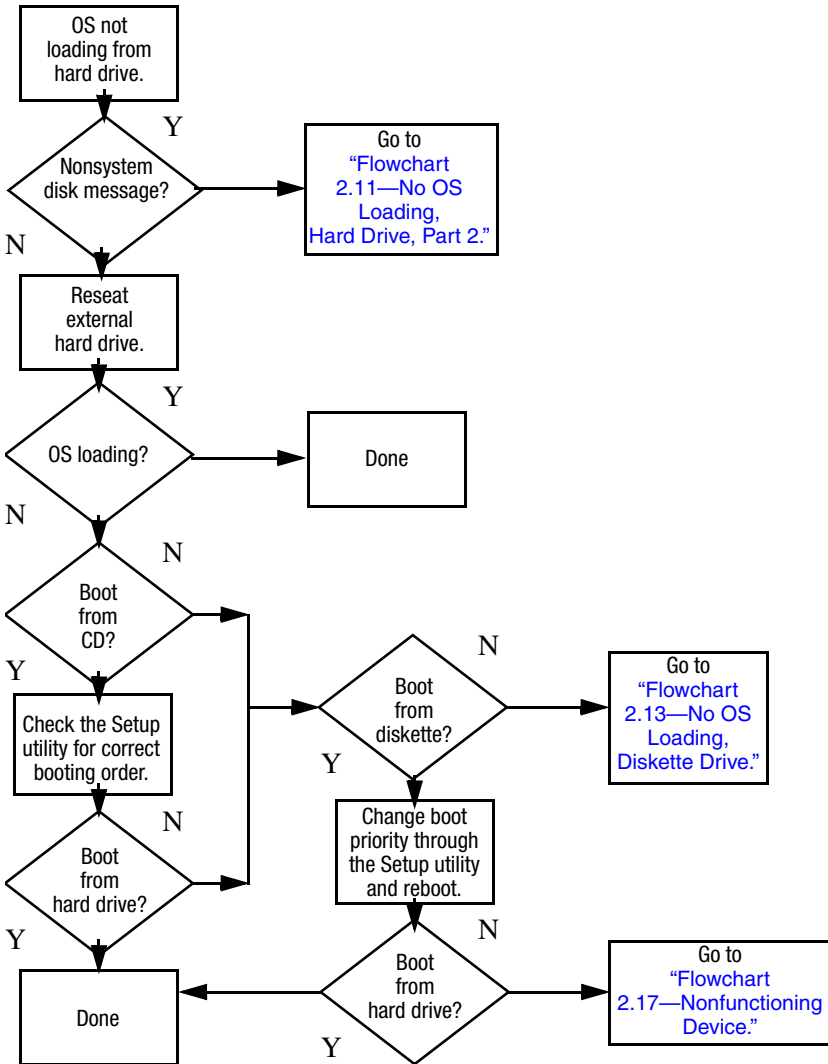 OS not
loading from
hard drive.
Y
Nonsystem
disk message?
Go to
“Flowchart
2.11—No OS
Loading,
Hard Drive, Part 2.”
N
Reseat
external
hard drive.
Y
OS loading?
Done
N
N
Boot
from
CD?
Y
Check the Setup
utility for correct
booting order.
N
Boot
from
hard drive?
Y
Done
N
Boot
from
diskette?
Go to
“Flowchart
2.13—No OS
Loading,
Diskette Drive.”
Y
Change boot
priority through
the Setup utility
and reboot.
N
Boot
from
hard drive?
Go to
“Flowchart
2.17—Nonfunctioning
Device.”
Y